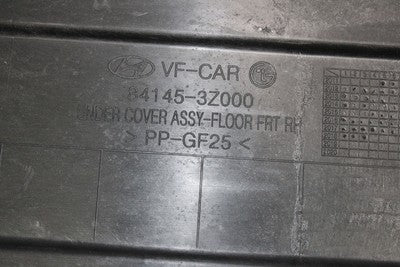 VF-CAR
84145-3Z000
UNDER COVER ASSY-FLOOR FRT RH
> PP-GF25 <